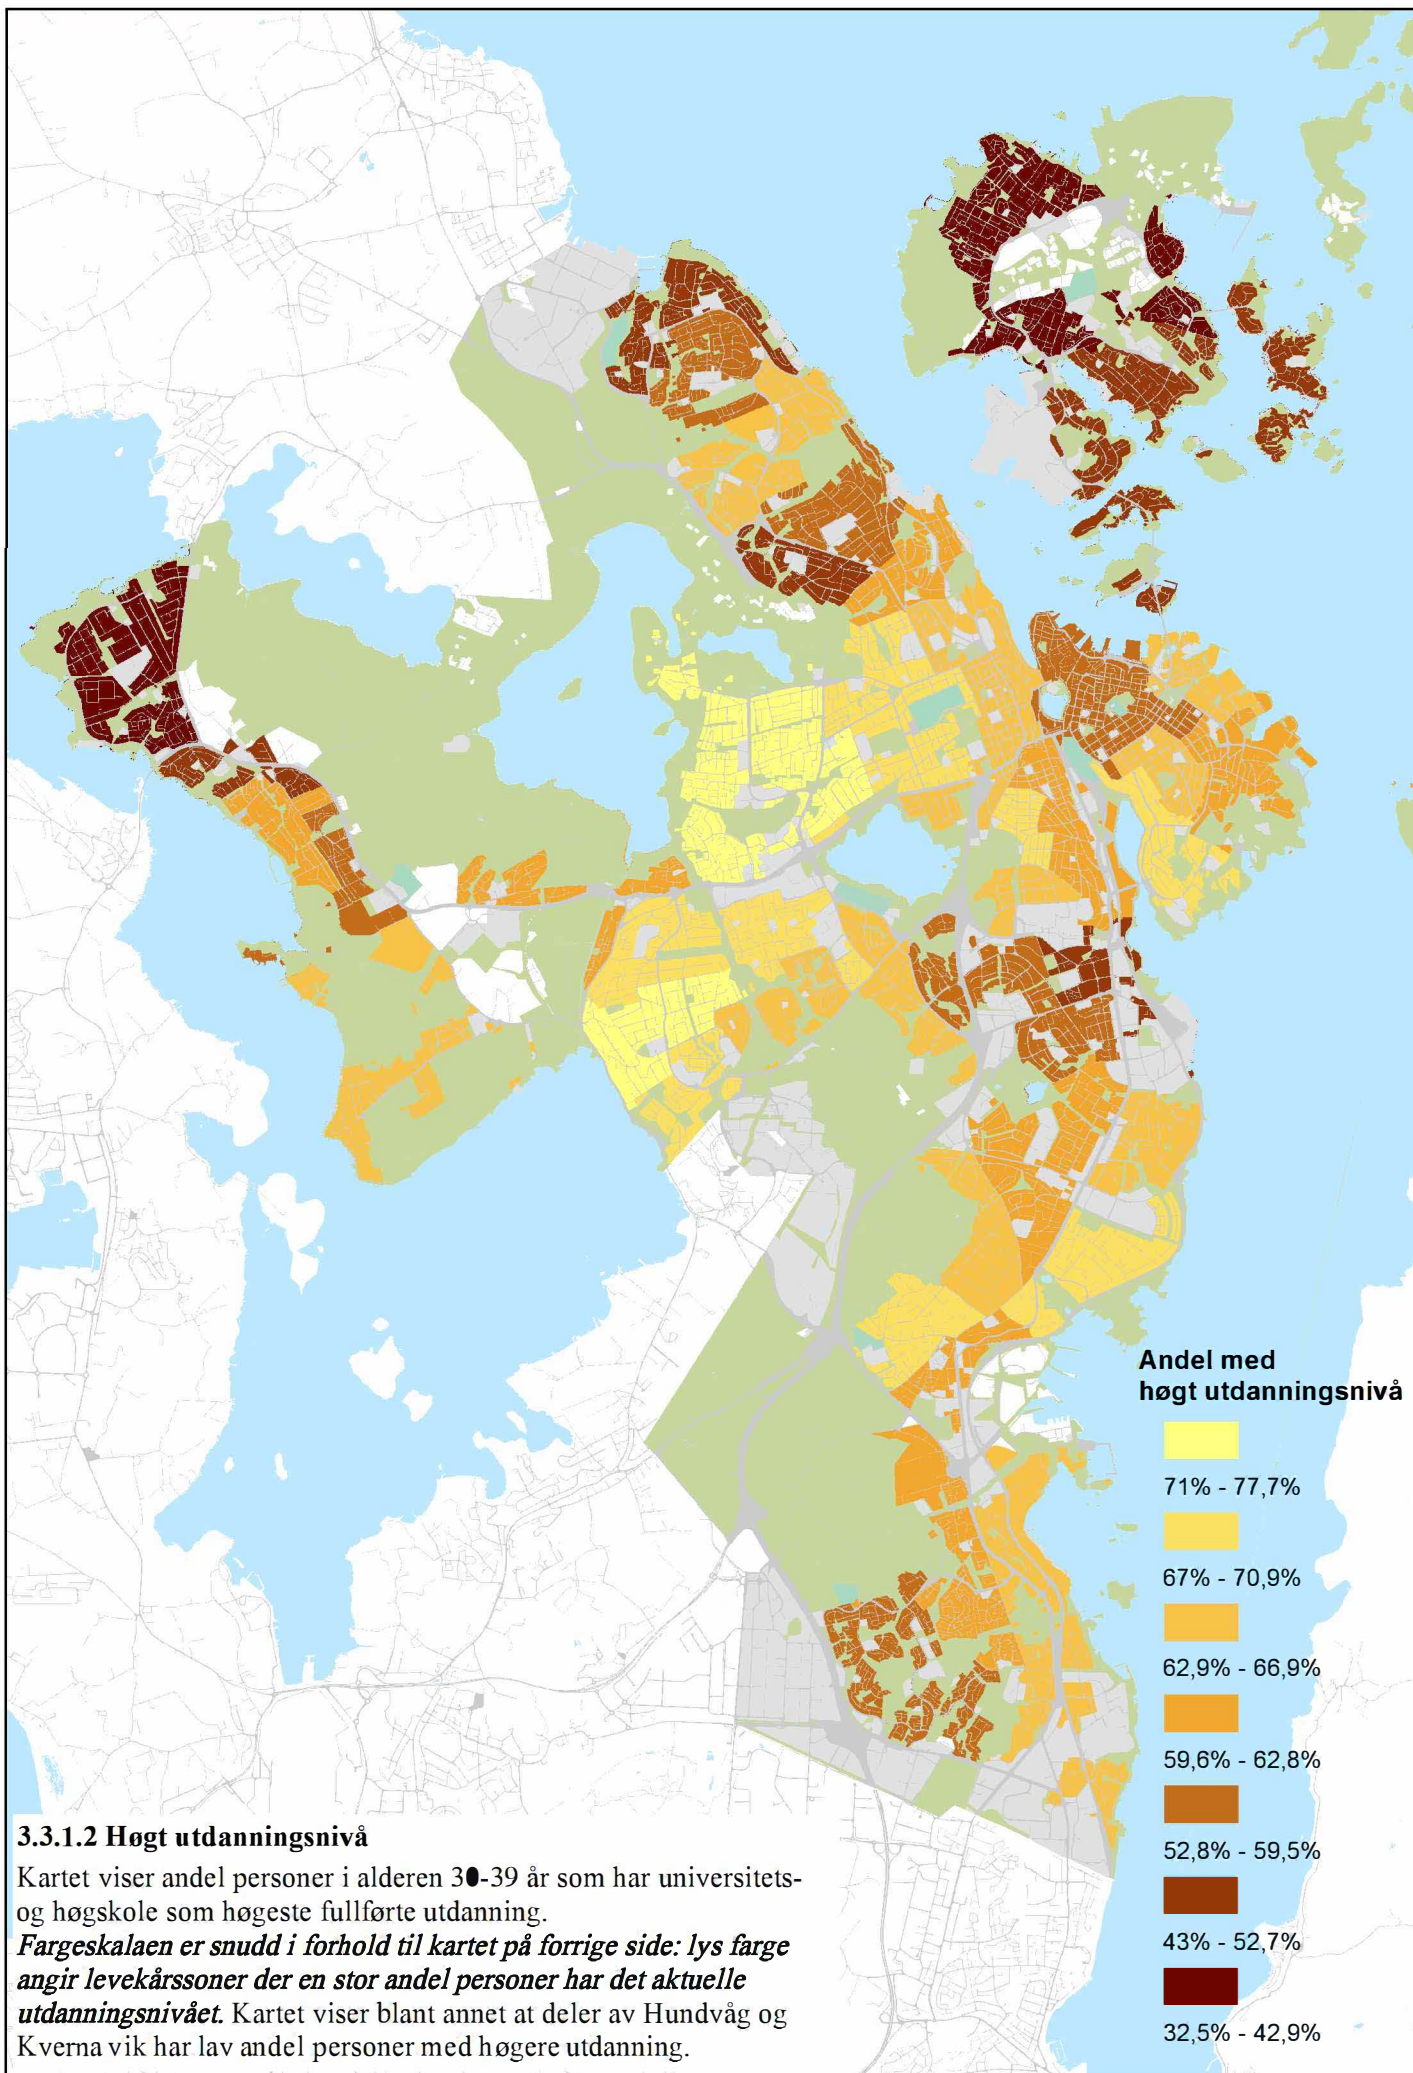 Andel med
høgt utdanningsnivå
71% - 77,7%
67% - 70,9%
62,9% - 66,9%
59,6% - 62,8%
52,8% - 59,5%
43% - 52,7%
32,5% - 42,9%
3.3.1.2 Høgt utdanningsnivå
Kartet viser andel personer i alderen 30-39 år som har universitets-
og høgskole som høgeste fullførte utdanning.
Fargeskalaen er snudd i forhold til kartet på forrige side: lys farge
angir levekårssoner der en stor andel personer har det aktuelle
utdanningsnivået. Kartet viser blant annet at deler av Hundvåg og
Kverna vik har lav andel personer med høgere utdanning.